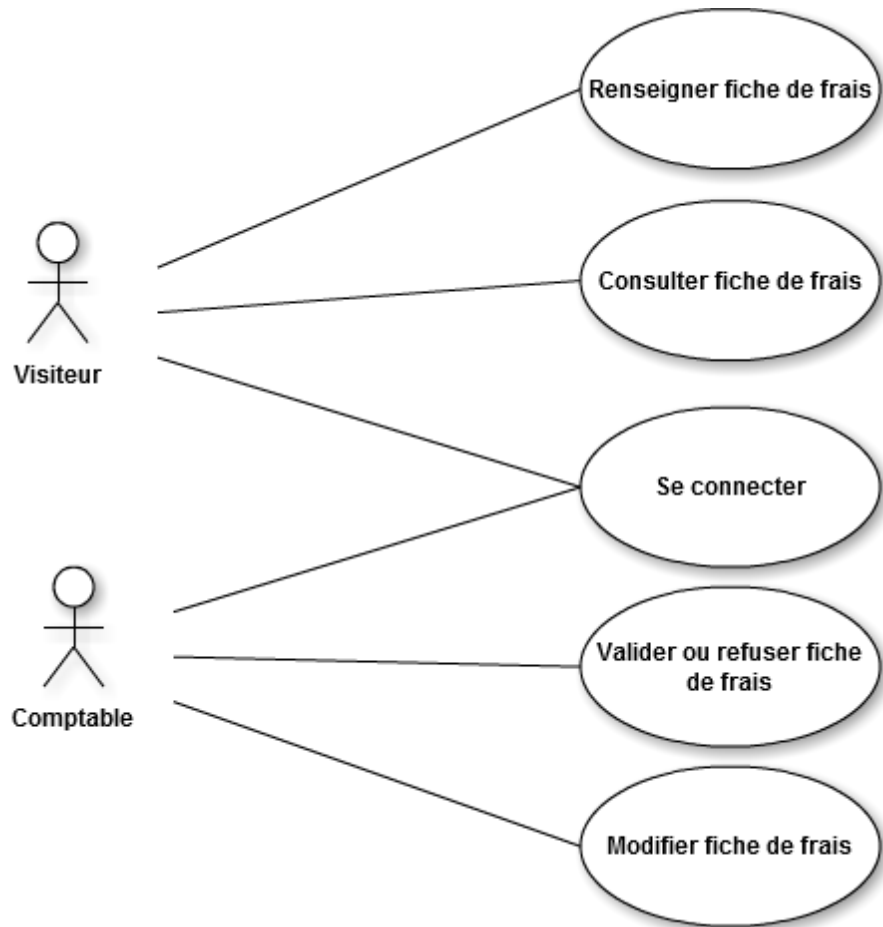 Renseigner fiche de frais
Consulter fiche de frais
Visiteur
Se connecter
Valider ou refuser fiche
de frais
Comptable
Modifier fiche de frais